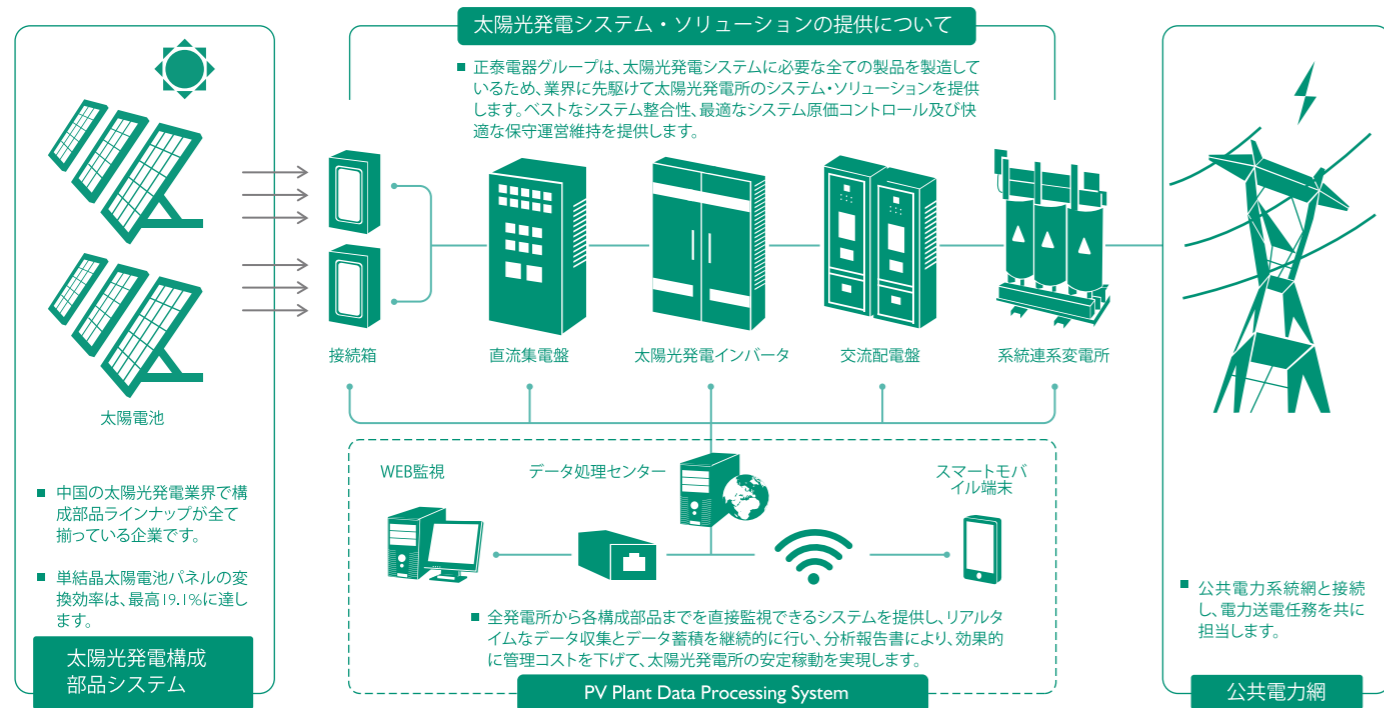 太陽光発電システム・ソリューションの提供について
■ 正泰電器グループは、太陽光発電システムに必要な全ての製品を製造して
いるため、業界に先駆けて太陽光発電所のシステム・ソリューションを提供
します。ベストなシステム整合性、最適なシステム原価コントロール及び快
適な保守運営維持を提供します。
太陽電池
■ 中国の太陽光発電業界で構
成部品ラインナップが全て
揃っている企業です。
■ 単結晶太陽電池パネルの変
換効率は、最高19.1%に達し
ます。
太陽光発電構成
部品システム
接続箱
直流集電盤
太陽光発電インバータ
交流配電盤
系統連系変電所
WEB監視
データ処理センター
スマートモバ
イル端末
■ 全発電所から各構成部品までを直接監視できるシステムを提供し、リアルタ
イムなデータ収集とデータ蓄積を継続的に行い、分析報告書により、効果的
に管理コストを下げて、太陽光発電所の安定稼動を実現します。
PV Plant Data Processing System
■ 公共電力系統網と接続
し、電力送電任務を共に
担当します。
公共電力網